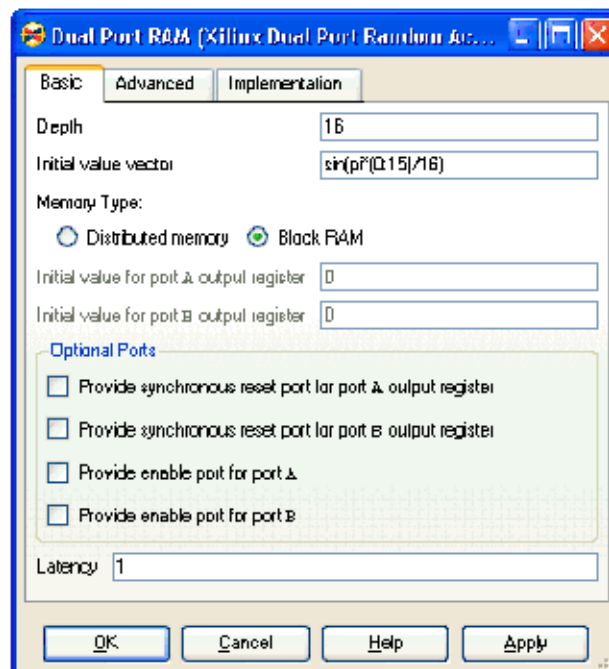 Dual Port RAM (Xilinx Dual Port Random Ac...
Basic Advanced Implementation
Depth 16
Initial value vector sin(pi*(0:15)/16)
Memory Type:
Distributed memory Block RAM
Initial value for port A output register 0
Initial value for port B output register 0
Optional Ports
Provide synchronous reset port for port A output register
Provide synchronous reset port for port B output register
Provide enable port for port A
Provide enable port for port B
Latency 1
OK Cancel Help Apply